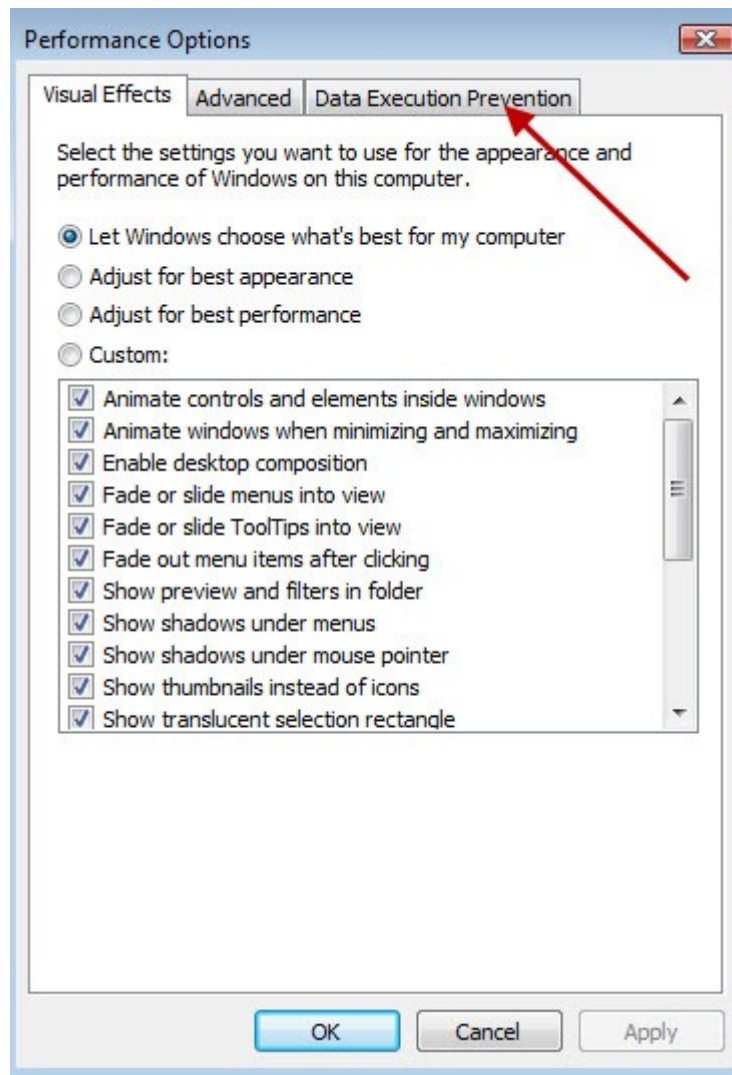 Performance Options
Visual Effects Advanced Data Execution Prevention
Select the settings you want to use for the appearance and
performance of Windows on this computer.
Let Windows choose what's best for my computer
Adjust for best appearance
Adjust for best performance
Custom:
Animate controls and elements inside windows
Animate windows when minimizing and maximizing
Enable desktop composition
Fade or slide menus into view
Fade or slide ToolTips into view
Fade out menu items after clicking
Show preview and filters in folder
Show shadows under menus
Show shadows under mouse pointer
Show thumbnails instead of icons
Show translucent selection rectangle
OK Cancel Apply